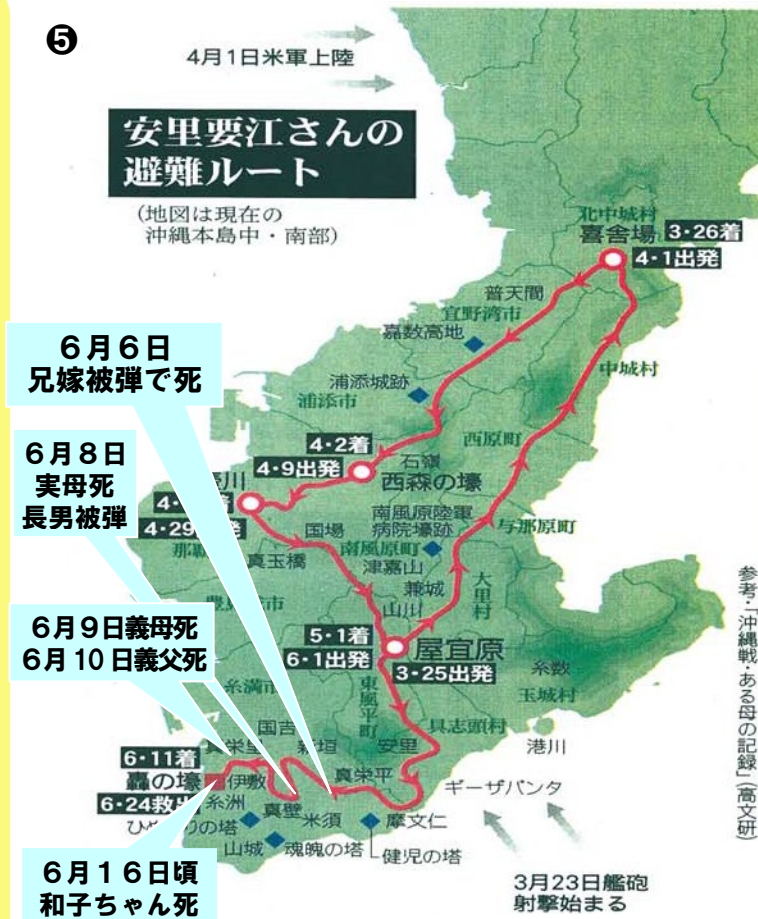 ❺
4月1日米軍上陸
安里要江さんの
避難ルート
(地図は現在の
沖縄本島中・南部)
北中城村
喜舎場
3・26着
4・1出発
普天間
宜野湾市
嘉数高地
中城村
6月6日
兄嫁被弾で死
浦添城跡
浦添市
西原町
4・2着
4・9出発
石嶺
西森の壕
6月8日
実母死
長男被弾
川
4・
4・29
南風原陸軍
病院壕跡
国場
南風原町
与那原町
真玉橋
津嘉山
兼城
山川
大里村
6月9日義母死
6月10日義父死
5・1着
6・1出発
屋宜原
3・25出発
糸数
玉城村
糸満市
東風平町
具志頭村
国吉
安里
港川
6・11着
轟の壕
6・24救出
伊敷
糸洲
真壁
米須
真栄平
摩文仁
ギーザバンタ
りの塔
山城
魂魄の塔
健児の塔
6月16日頃
和子ちゃん死
3月23日艦砲
射撃始まる
参考・「沖縄戦・ある母の記録」(高文研)